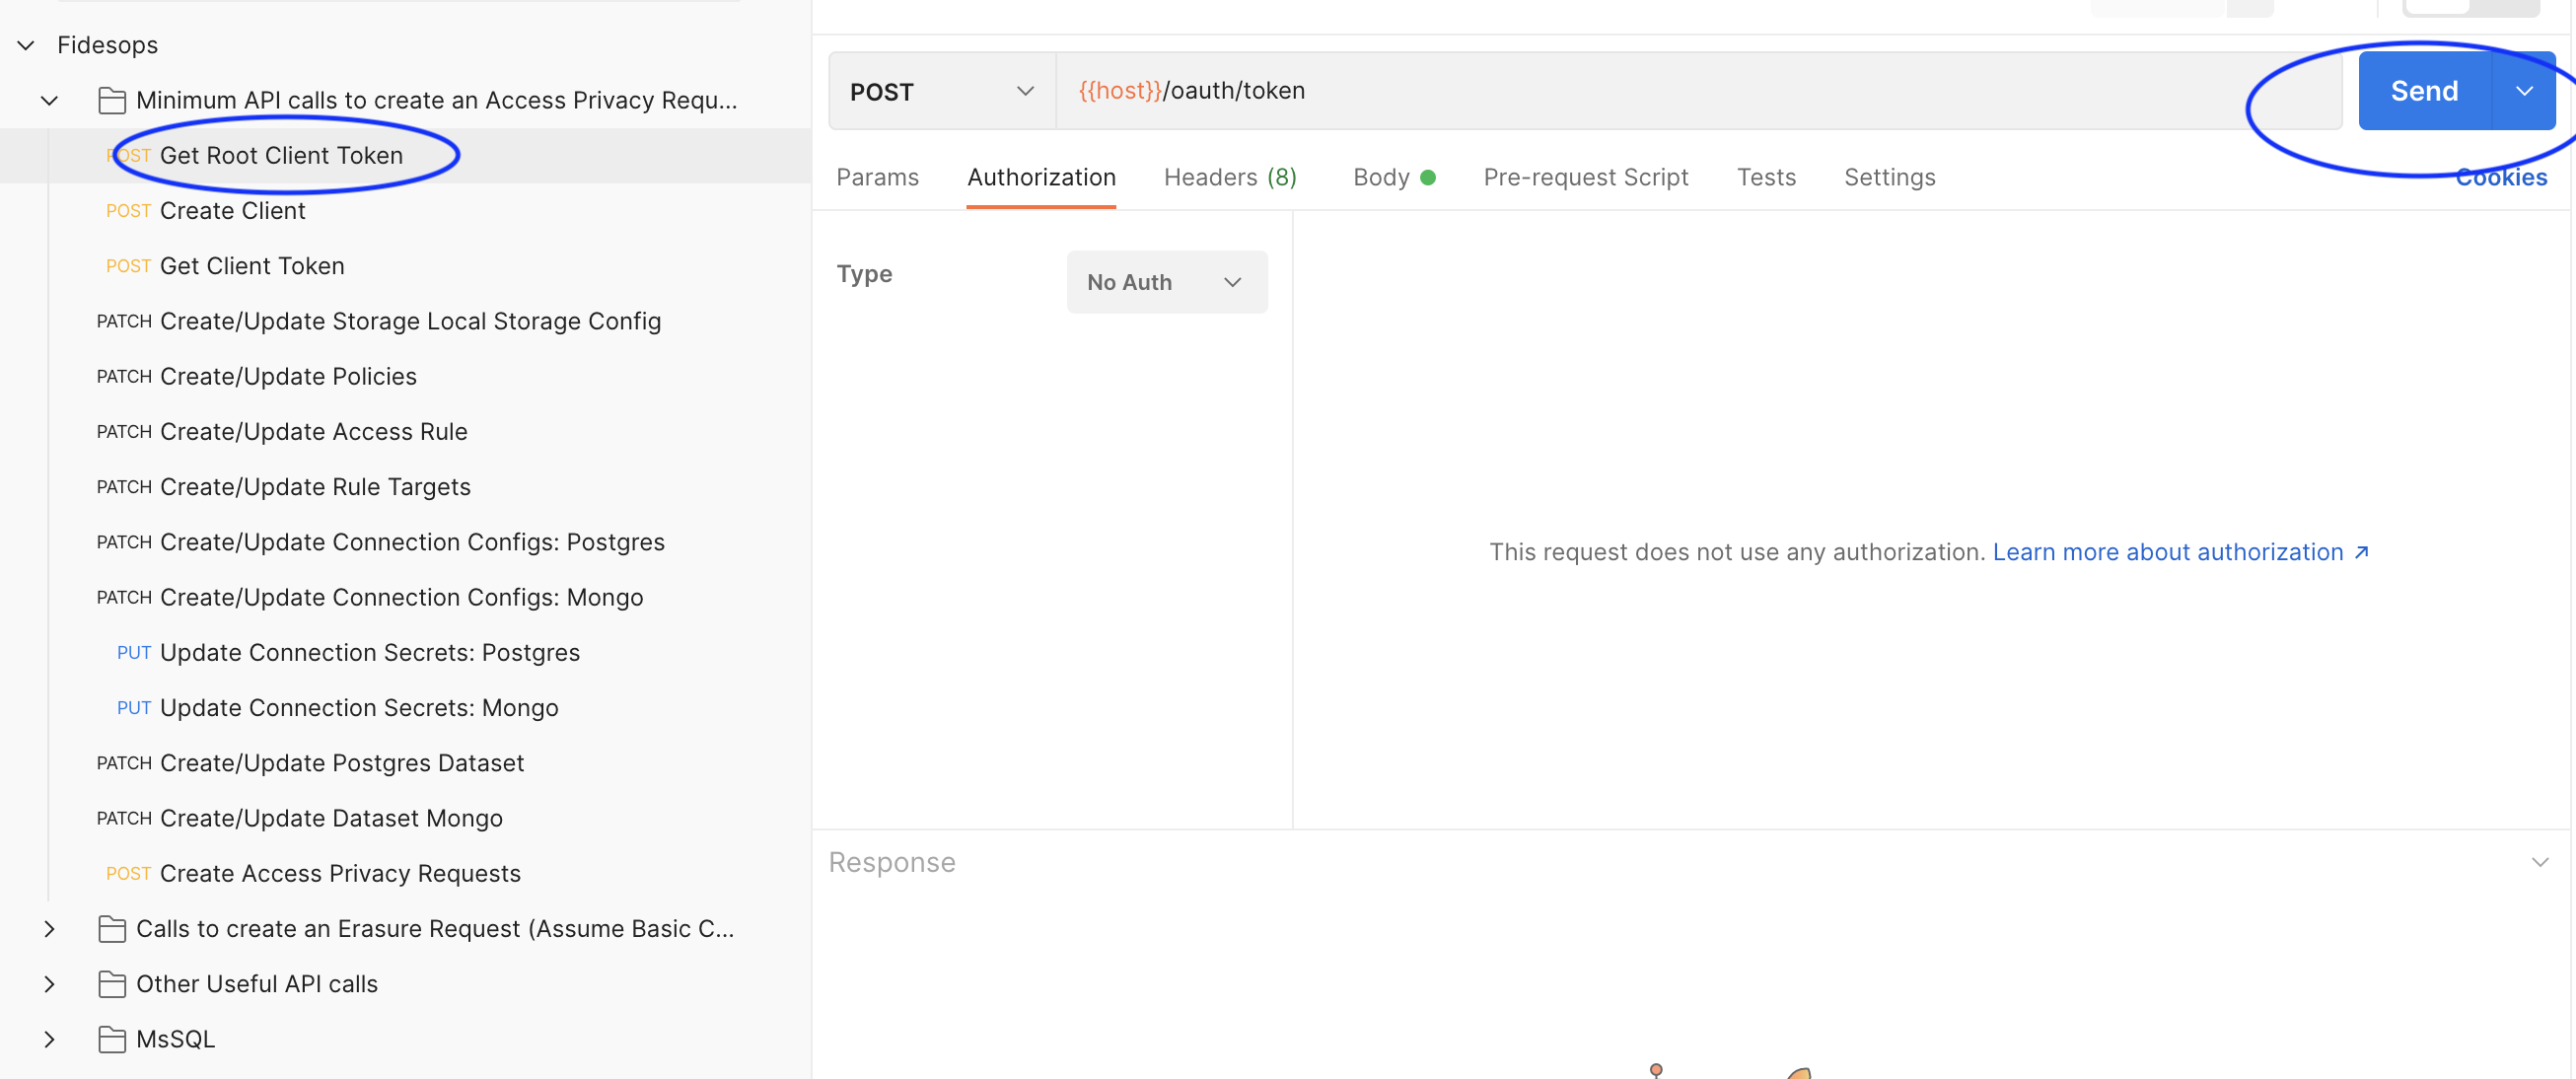 Fidesops
Minimum API calls to create an Access Privacy Requ...
POST Get Root Client Token
POST Create Client
POST Get Client Token
PATCH Create/Update Storage Local Storage Config
PATCH Create/Update Policies
PATCH Create/Update Access Rule
PATCH Create/Update Rule Targets
PATCH Create/Update Connection Configs: Postgres
PATCH Create/Update Connection Configs: Mongo
PUT Update Connection Secrets: Postgres
PUT Update Connection Secrets: Mongo
PATCH Create/Update Postgres Dataset
PATCH Create/Update Dataset Mongo
POST Create Access Privacy Requests
Calls to create an Erasure Request (Assume Basic C...
Other Useful API calls
MsSQL
POST {{host}}/oauth/token Send
Params Authorization Headers (8) Body Pre-request Script Tests Settings Cookies
Type No Auth
This request does not use any authorization. Learn more about authorization ↗
Response